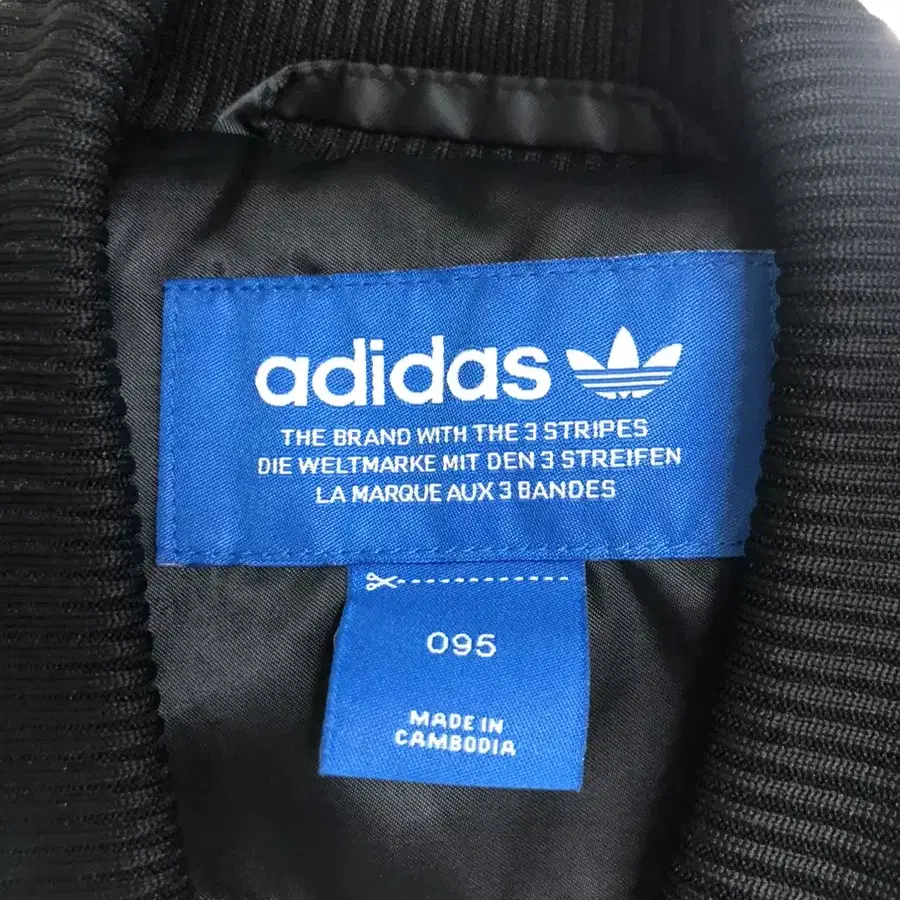 adidas
THE BRAND WITH THE 3 STRIPES
DIE WELTMARKE MIT DEN 3 STREIFEN
LA MARQUE AUX 3 BANDES
095
MADE IN
CAMBODIA